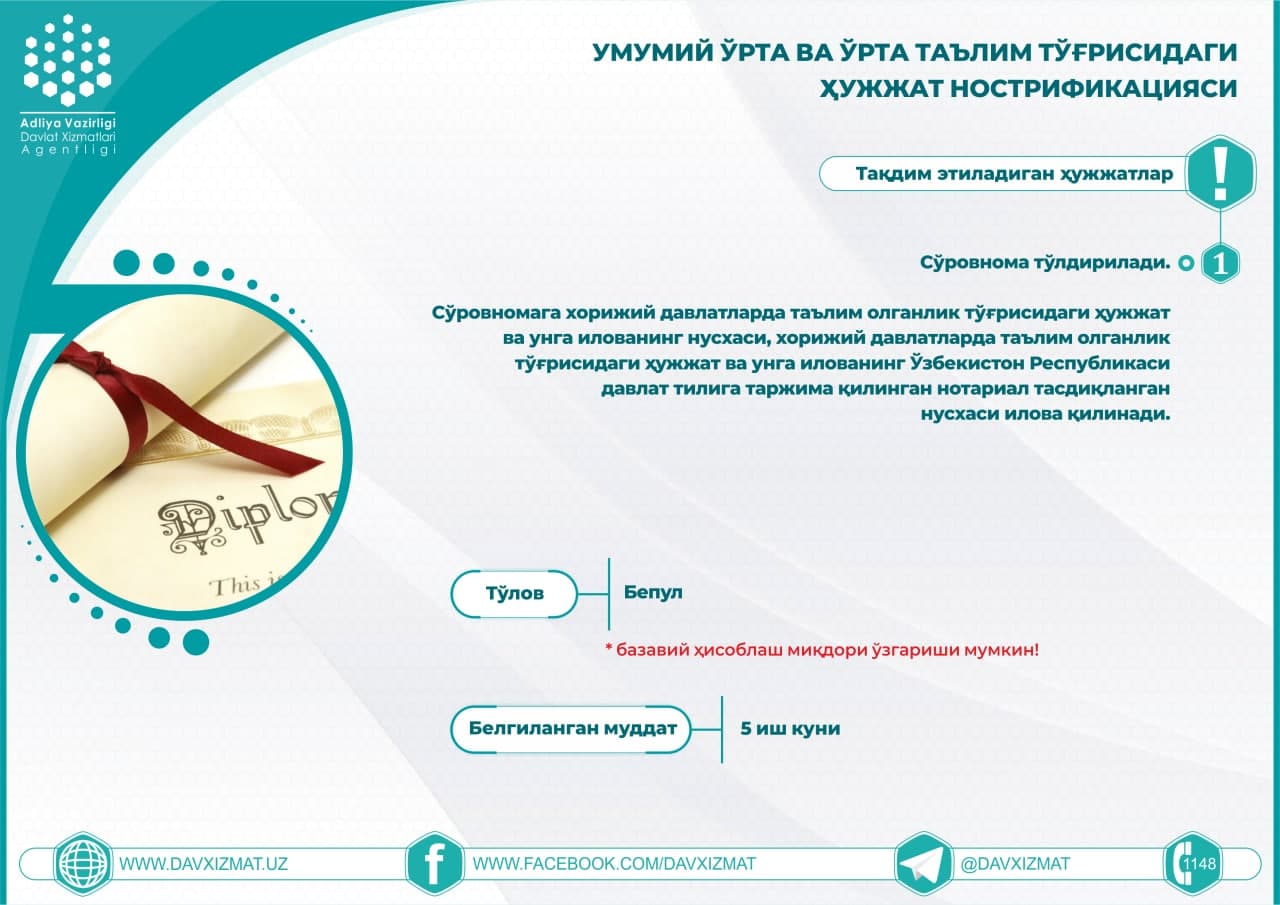 Adliya Vazirligi
Davlat Xizmatlari
Agentligi
УМУМИЙ ЎРТА ВА ЎРТА ТАЪЛИМ ТЎҒРИСИДАГИ
ҲУЖЖАТ НОСТРИФИКАЦИЯСИ
Тақдим этиладиган ҳужжатлар
!
Сўровнома тўлдирилади.
1
Сўровномага хорижий давлатларда таълим олганлик тўғрисидаги ҳужжат
ва унга илованинг нусхаси, хорижий давлатларда таълим олганлик
тўғрисидаги ҳужжат ва унга илованинг Ўзбекистон Республикаси
давлат тилига таржима қилинган нотариал тасдиқланган
нусхаси илова қилинади.
Diplom
This is
Тўлов
Бепул
* базавий ҳисоблаш миқдори ўзгариши мумкин!
Белгиланган муддат
5 иш куни
WWW.DAVXIZMAT.UZ
f
WWW.FACEBOOK.COM/DAVXIZMAT
@DAVXIZMAT
1148